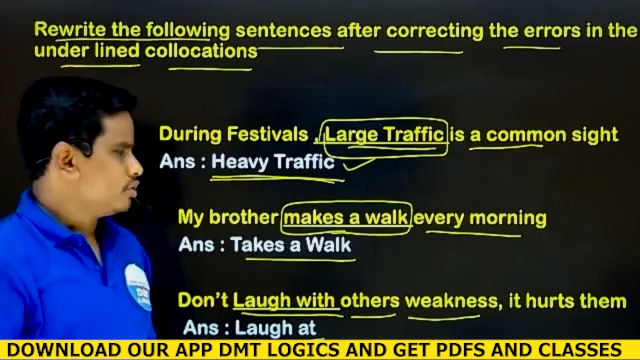 Rewrite the following sentences after correcting the errors in the
under lined collocations
During Festivals , Large Traffic is a common sight
Ans : Heavy Traffic
My brother makes a walk every morning
Ans : Takes a Walk
Don't Laugh with others weakness, it hurts them
Ans : Laugh at
DOWNLOAD OUR APP DMT LOGICS AND GET PDFS AND CLASSES